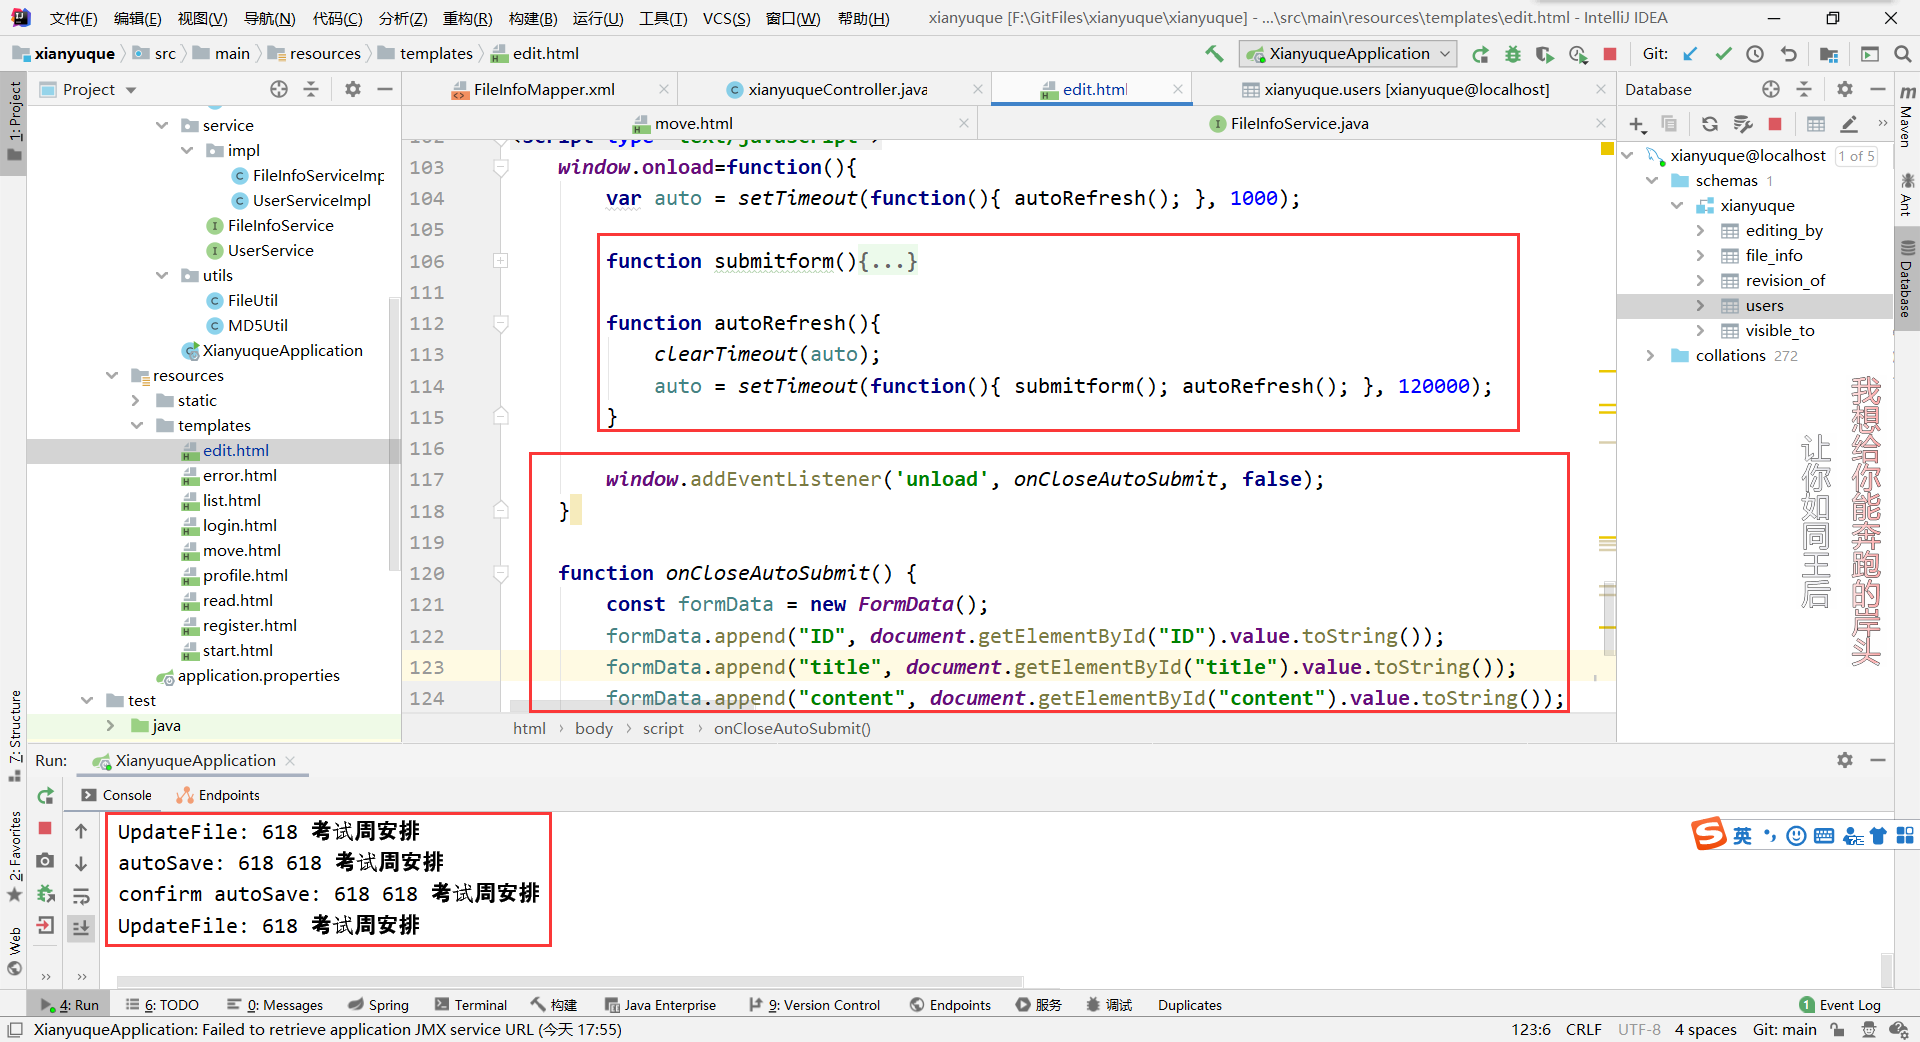 文件(F) 编辑(E) 视图(V) 导航(N) 代码(C) 分析(Z) 重构(R) 构建(B) 运行(U) 工具(T) VCS(S) 窗口(W) 帮助(H) xianyuque [F:\GitFiles\xianyuque\xianyuque] - ...\src\main\resources\templates\edit.html - IntelliJ IDEA
xianyuque src main resources templates edit.html XianyuqueApplication Git:
Project
FileInfoMapper.xml xianyuqueController.java edit.html xianyuque.users [xianyuque@localhost]
move.html FileInfoService.java
1: Project
service
impl
FileInfoServiceImp
UserServiceImpl
FileInfoService
UserService
utils
FileUtil
MD5Util
XianyuqueApplication
resources
static
templates
edit.html
error.html
list.html
login.html
move.html
profile.html
read.html
register.html
start.html
application.properties
test
java
103 window.onload=function(){
104 var auto = setTimeout(function(){ autoRefresh(); }, 1000);
105
106 function submitform(){...}
111
112 function autoRefresh(){
113 clearTimeout(auto);
114 auto = setTimeout(function(){ submitform(); autoRefresh(); }, 120000);
115 }
116
117 window.addEventListener('unload', onCloseAutoSubmit, false);
118 }
119
120 function onCloseAutoSubmit() {
121 const formData = new FormData();
122 formData.append("ID", document.getElementById("ID").value.toString());
123 formData.append("title", document.getElementById("title").value.toString());
124 formData.append("content", document.getElementById("content").value.toString());
html body script onCloseAutoSubmit()
Database
xianyuque@localhost 1 of 5
schemas 1
xianyuque
editing_by
file_info
revision_of
users
visible_to
collations 272
我想给你能奔跑的岸头
让你如同王后
Maven
Ant
Database
7: Structure
2: Favorites
Web
Run: XianyuqueApplication
Console Endpoints
UpdateFile: 618 考试周安排
autoSave: 618 618 考试周安排
confirm autoSave: 618 618 考试周安排
UpdateFile: 618 考试周安排
英
4: Run 6: TODO 0: Messages Spring Terminal 构建 Java Enterprise 9: Version Control Endpoints 服务 调试 Duplicates 1 Event Log
XianyuqueApplication: Failed to retrieve application JMX service URL (今天 17:55) 123:6 CRLF UTF-8 4 spaces Git: main